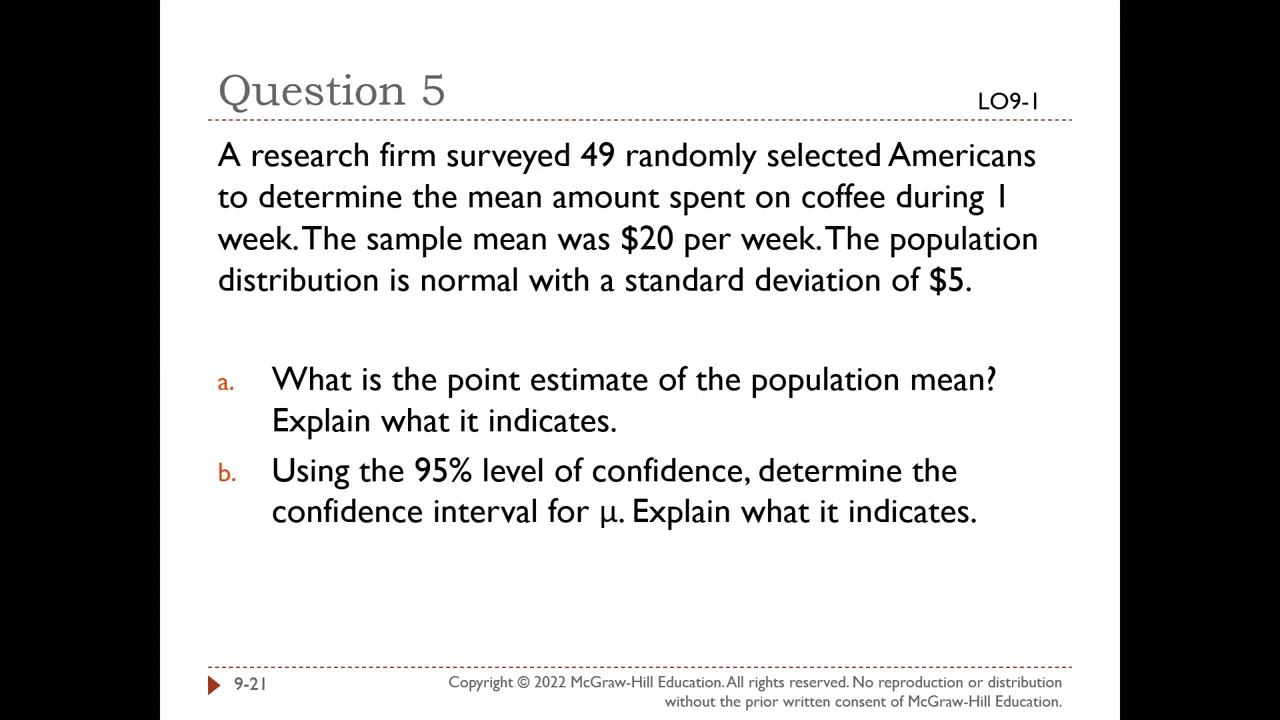 Question 5
LO9-1
A research firm surveyed 49 randomly selected Americans
to determine the mean amount spent on coffee during 1
week. The sample mean was $20 per week. The population
distribution is normal with a standard deviation of $5.
a. What is the point estimate of the population mean?
Explain what it indicates.
b. Using the 95% level of confidence, determine the
confidence interval for μ. Explain what it indicates.
9-21
Copyright © 2022 McGraw-Hill Education. All rights reserved. No reproduction or distribution
without the prior written consent of McGraw-Hill Education.